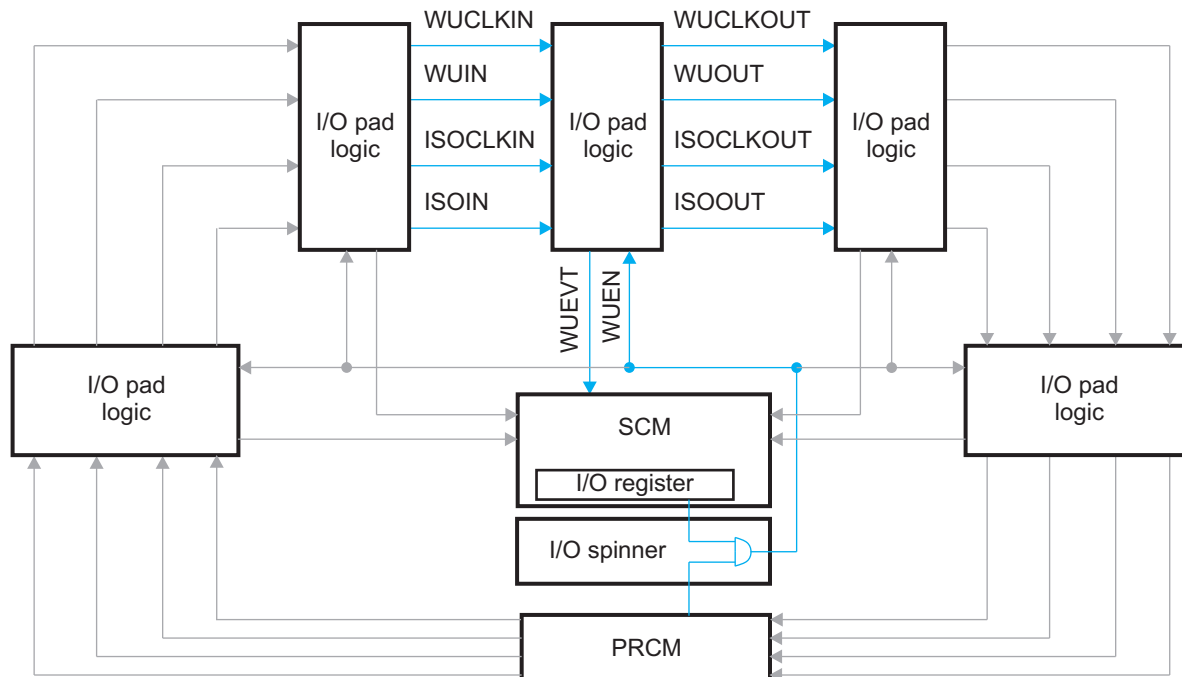 WUCLKIN
WUCLKOUT
WUIN
WUOUT
I/O pad
logic
I/O pad
logic
I/O pad
logic
ISOCLKIN
ISOCLKOUT
ISOIN
ISOOUT
WUEVT
WUEN
I/O pad
logic
I/O pad
logic
SCM
I/O register
I/O spinner
PRCM